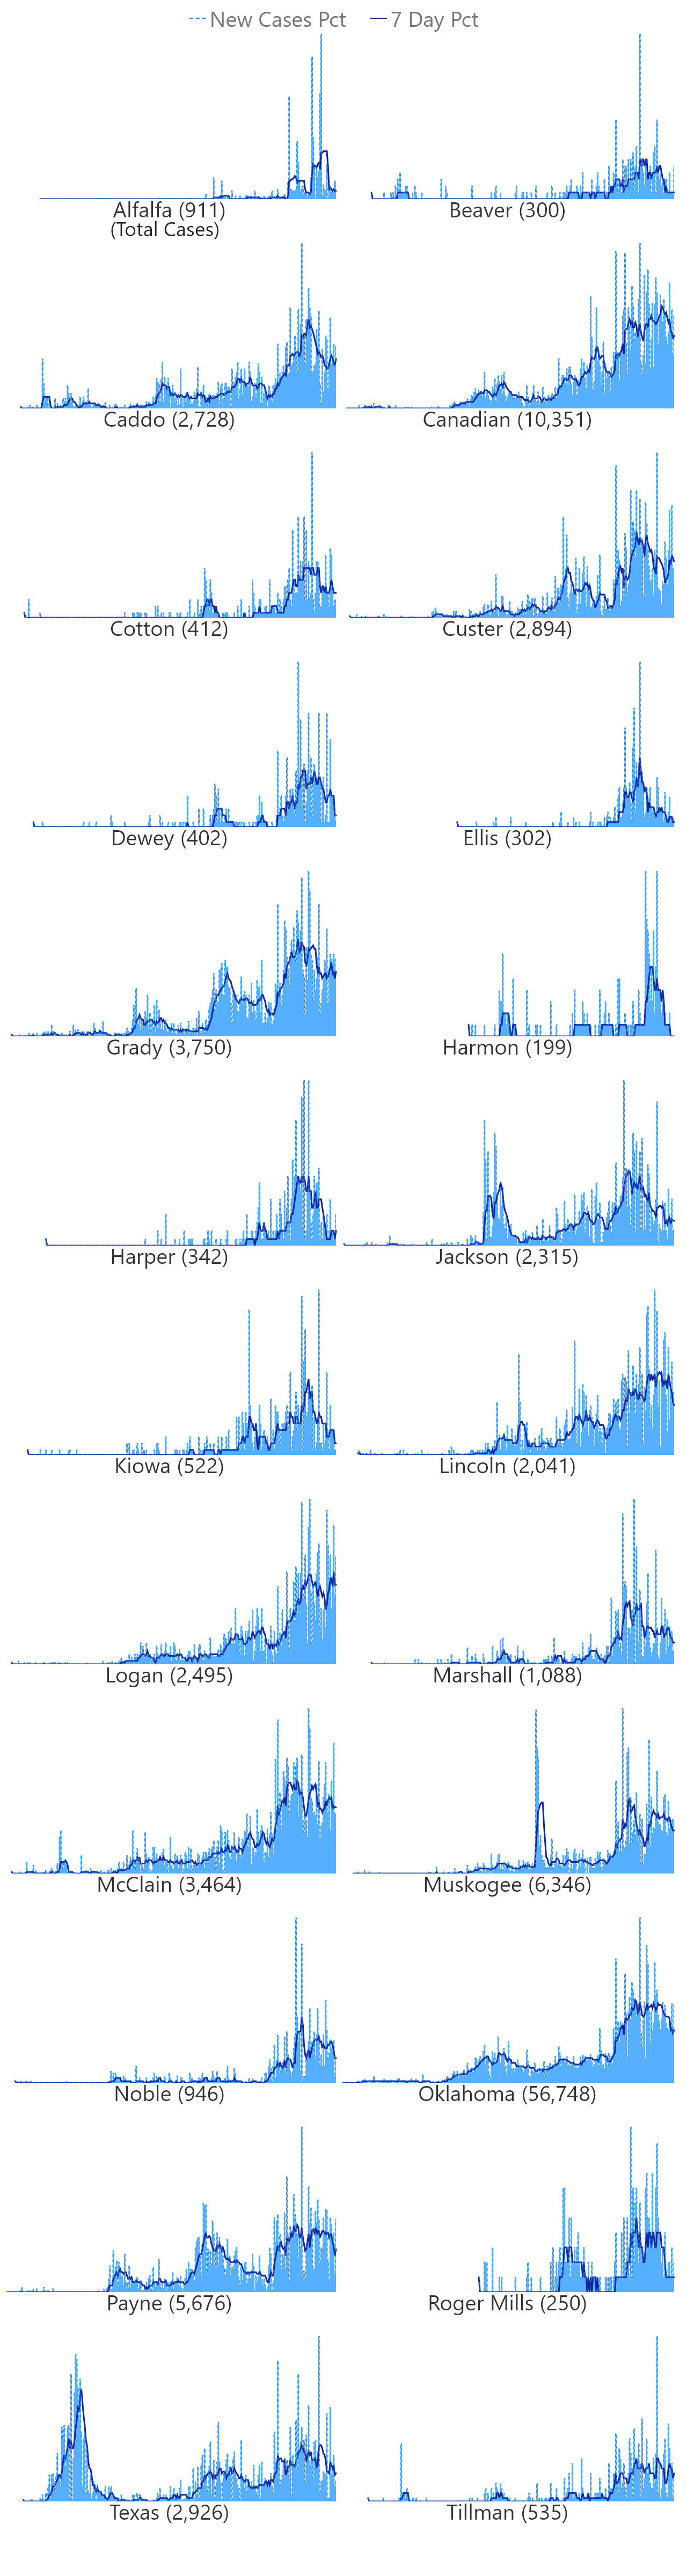 New Cases Pct 7 Day Pct
Alfalfa (911) Beaver (300)
(Total Cases)
Caddo (2,728) Canadian (10,351)
Cotton (412) Custer (2,894)
Dewey (402) Ellis (302)
Grady (3,750) Harmon (199)
Harper (342) Jackson (2,315)
Kiowa (522) Lincoln (2,041)
Logan (2,495) Marshall (1,088)
McClain (3,464) Muskogee (6,346)
Noble (946) Oklahoma (56,748)
Payne (5,676) Roger Mills (250)
Texas (2,926) Tillman (535)